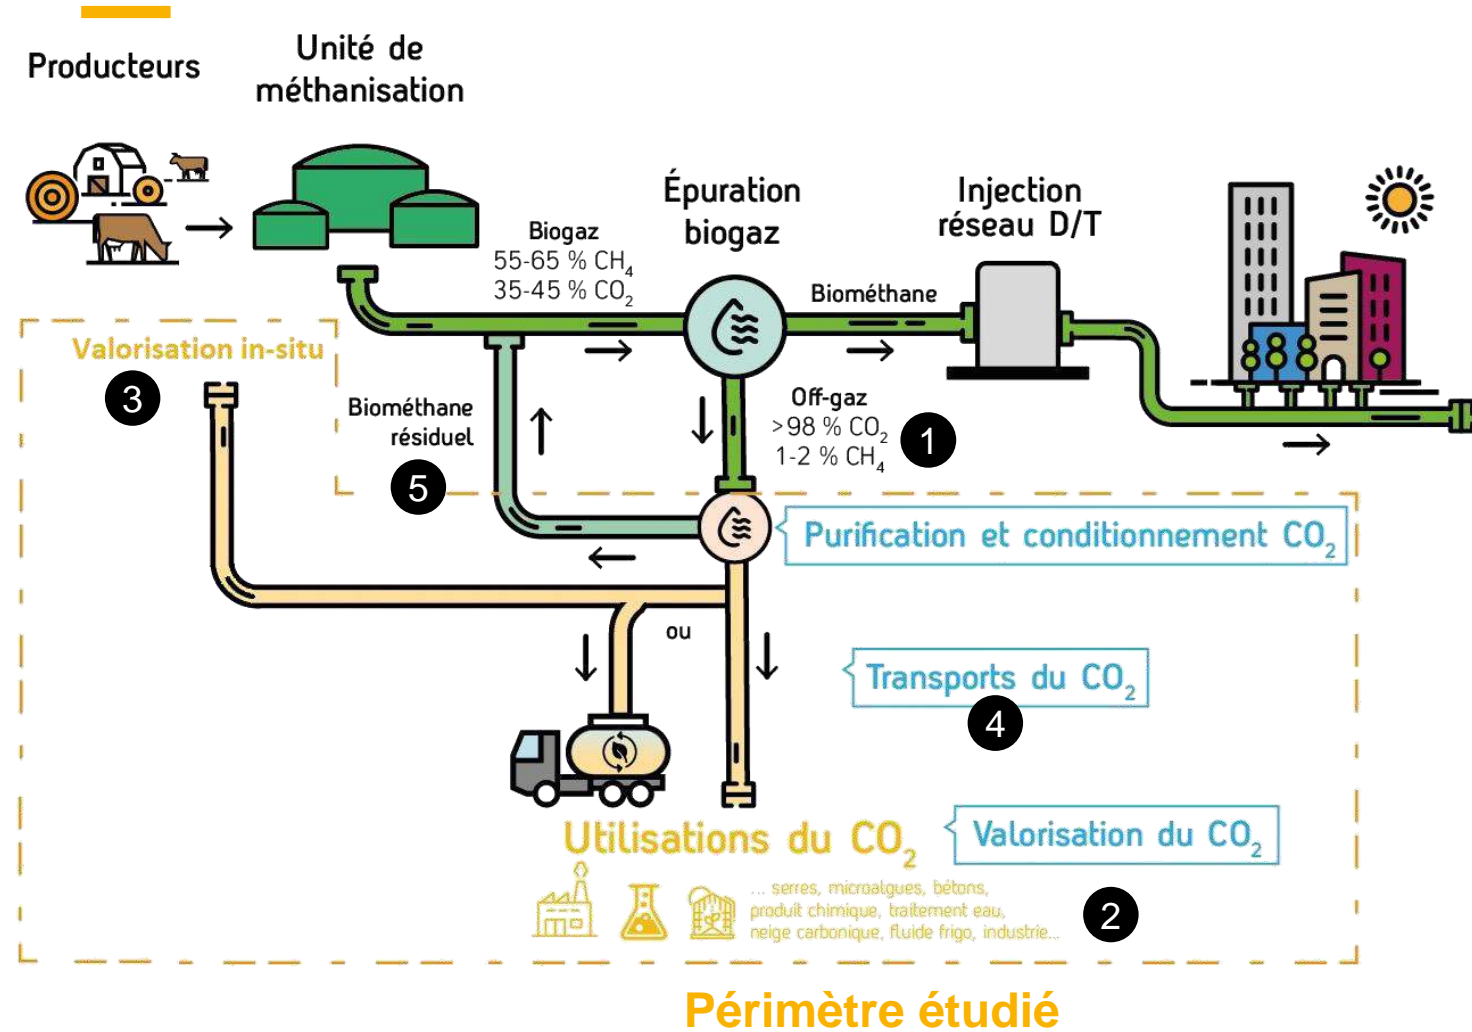 Producteurs
Unité de
méthanisation
Biogaz
55-65 % CH₄
35-45 % CO₂
Épuration
biogaz
Biométhane
Injection
réseau D/T
Valorisation in-situ
3
Biométhane
résiduel
5
Off-gaz
>98 % CO₂
1-2 % CH₄
1
Purification et conditionnement CO₂
ou
Transports du CO₂
4
Utilisations du CO₂
Valorisation du CO₂
... serres, microalgues, bétons,
produit chimique, traitement eau,
neige carbonique, fluide frigo, industrie...
2
Périmètre étudié